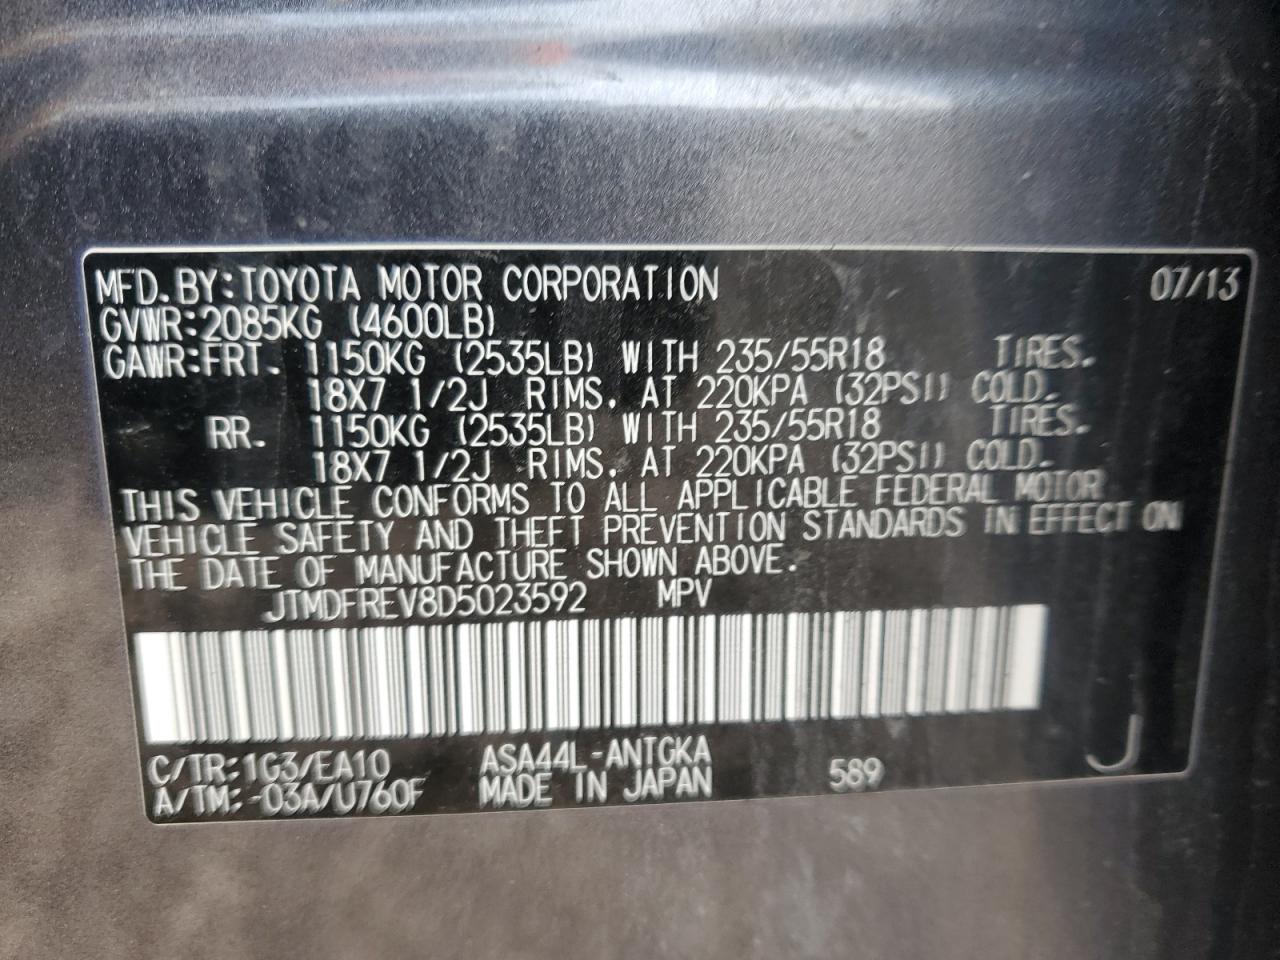 MFD.BY:TOYOTA MOTOR CORPORATION 07/13
GVWR:2085KG (4600LB)
GAWR:FRT. 1150KG (2535LB) WITH 235/55R18 TIRES.
18X7 1/2J RIMS. AT 220KPA (32PSI) COLD.
RR. 1150KG (2535LB) WITH 235/55R18 TIRES.
18X7 1/2J RIMS. AT 220KPA (32PSI) COLD.
THIS VEHICLE CONFORMS TO ALL APPLICABLE FEDERAL MOTOR
VEHICLE SAFETY AND THEFT PREVENTION STANDARDS IN EFFECT ON
THE DATE OF MANUFACTURE SHOWN ABOVE.
JTMDFREV8D5023592 MPV
C/TR:1G3/EA10 ASA44L-ANTGKA 589 J
A/TM:-03A/U760F MADE IN JAPAN